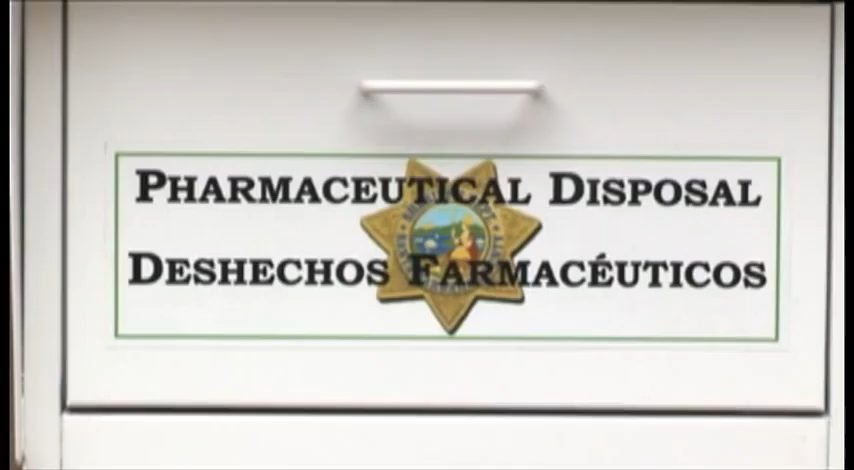 PHARMACEUTICAL DISPOSAL
DESHECHOS FARMACÉUTICOS